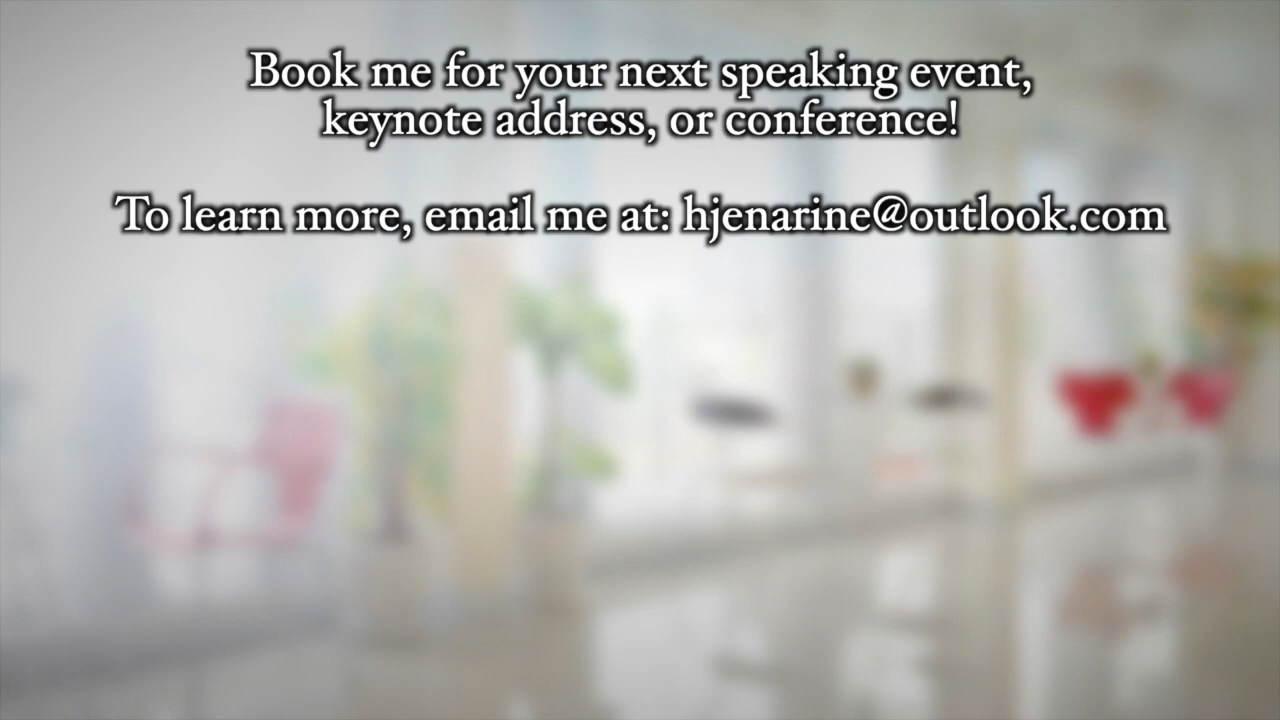 Book me for your next speaking event,
keynote address, or conference!
To learn more, email me at: hjenarine@outlook.com